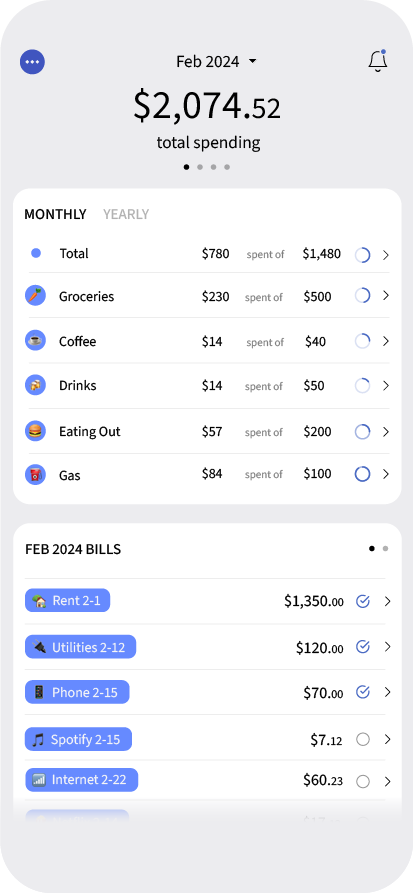 Feb 2024
$2,074.52
total spending
MONTHLY YEARLY
Total $780 spent of $1,480
Groceries $230 spent of $500
Coffee $14 spent of $40
Drinks $14 spent of $50
Eating Out $57 spent of $200
Gas $84 spent of $100
FEB 2024 BILLS
Rent 2-1 $1,350.00
Utilities 2-12 $120.00
Phone 2-15 $70.00
Spotify 2-15 $7.12
Internet 2-22 $60.23